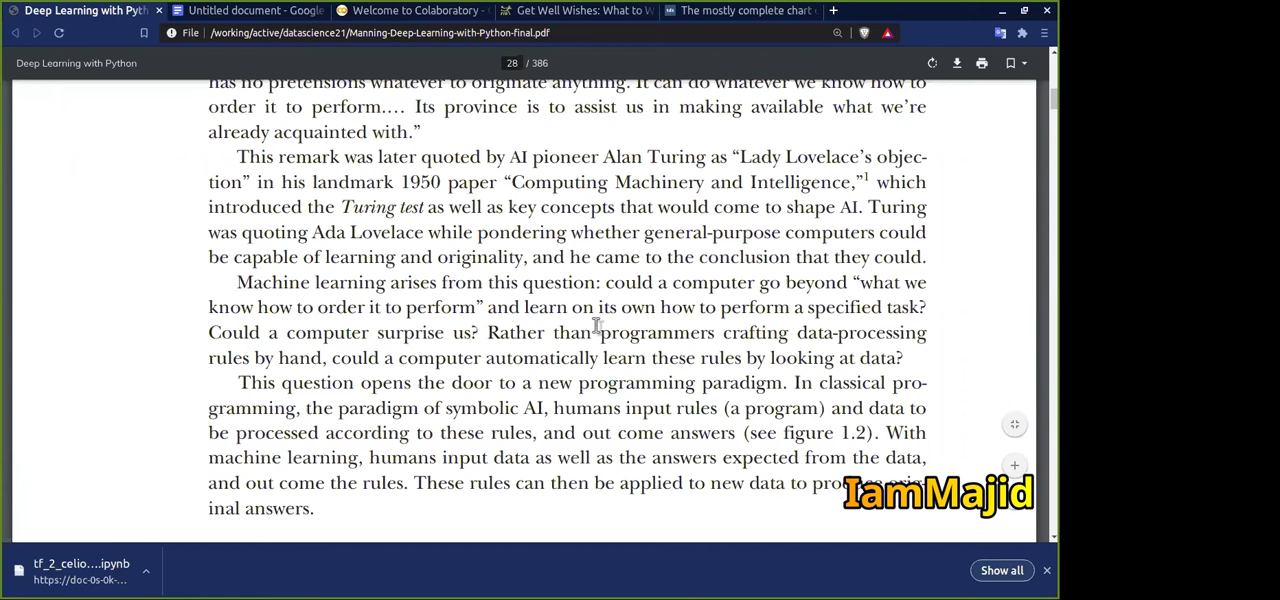 Deep Learning with Pyth
Untitled document - Google
Welcome to Colaboratory -
Get Well Wishes: What to W
The mostly complete chart
File
/working/active/datascience21/Manning-Deep-Learning-with-Python-final.pdf
Deep Learning with Python
28 / 386
has no pretensions whatever to originate anything. It can do whatever we know how to
order it to perform.… Its province is to assist us in making available what we’re
already acquainted with.”
This remark was later quoted by AI pioneer Alan Turing as “Lady Lovelace’s objec-
tion” in his landmark 1950 paper “Computing Machinery and Intelligence,”1 which
introduced the Turing test as well as key concepts that would come to shape AI. Turing
was quoting Ada Lovelace while pondering whether general-purpose computers could
be capable of learning and originality, and he came to the conclusion that they could.
Machine learning arises from this question: could a computer go beyond “what we
know how to order it to perform” and learn on its own how to perform a specified task?
Could a computer surprise us? Rather than programmers crafting data-processing
rules by hand, could a computer automatically learn these rules by looking at data?
This question opens the door to a new programming paradigm. In classical pro-
gramming, the paradigm of symbolic AI, humans input rules (a program) and data to
be processed according to these rules, and out come answers (see figure 1.2). With
machine learning, humans input data as well as the answers expected from the data,
and out come the rules. These rules can then be applied to new data to
inal answers.
IamMajid
tf_2_celio....ipynb
https://doc-0s-0k-...
Show all